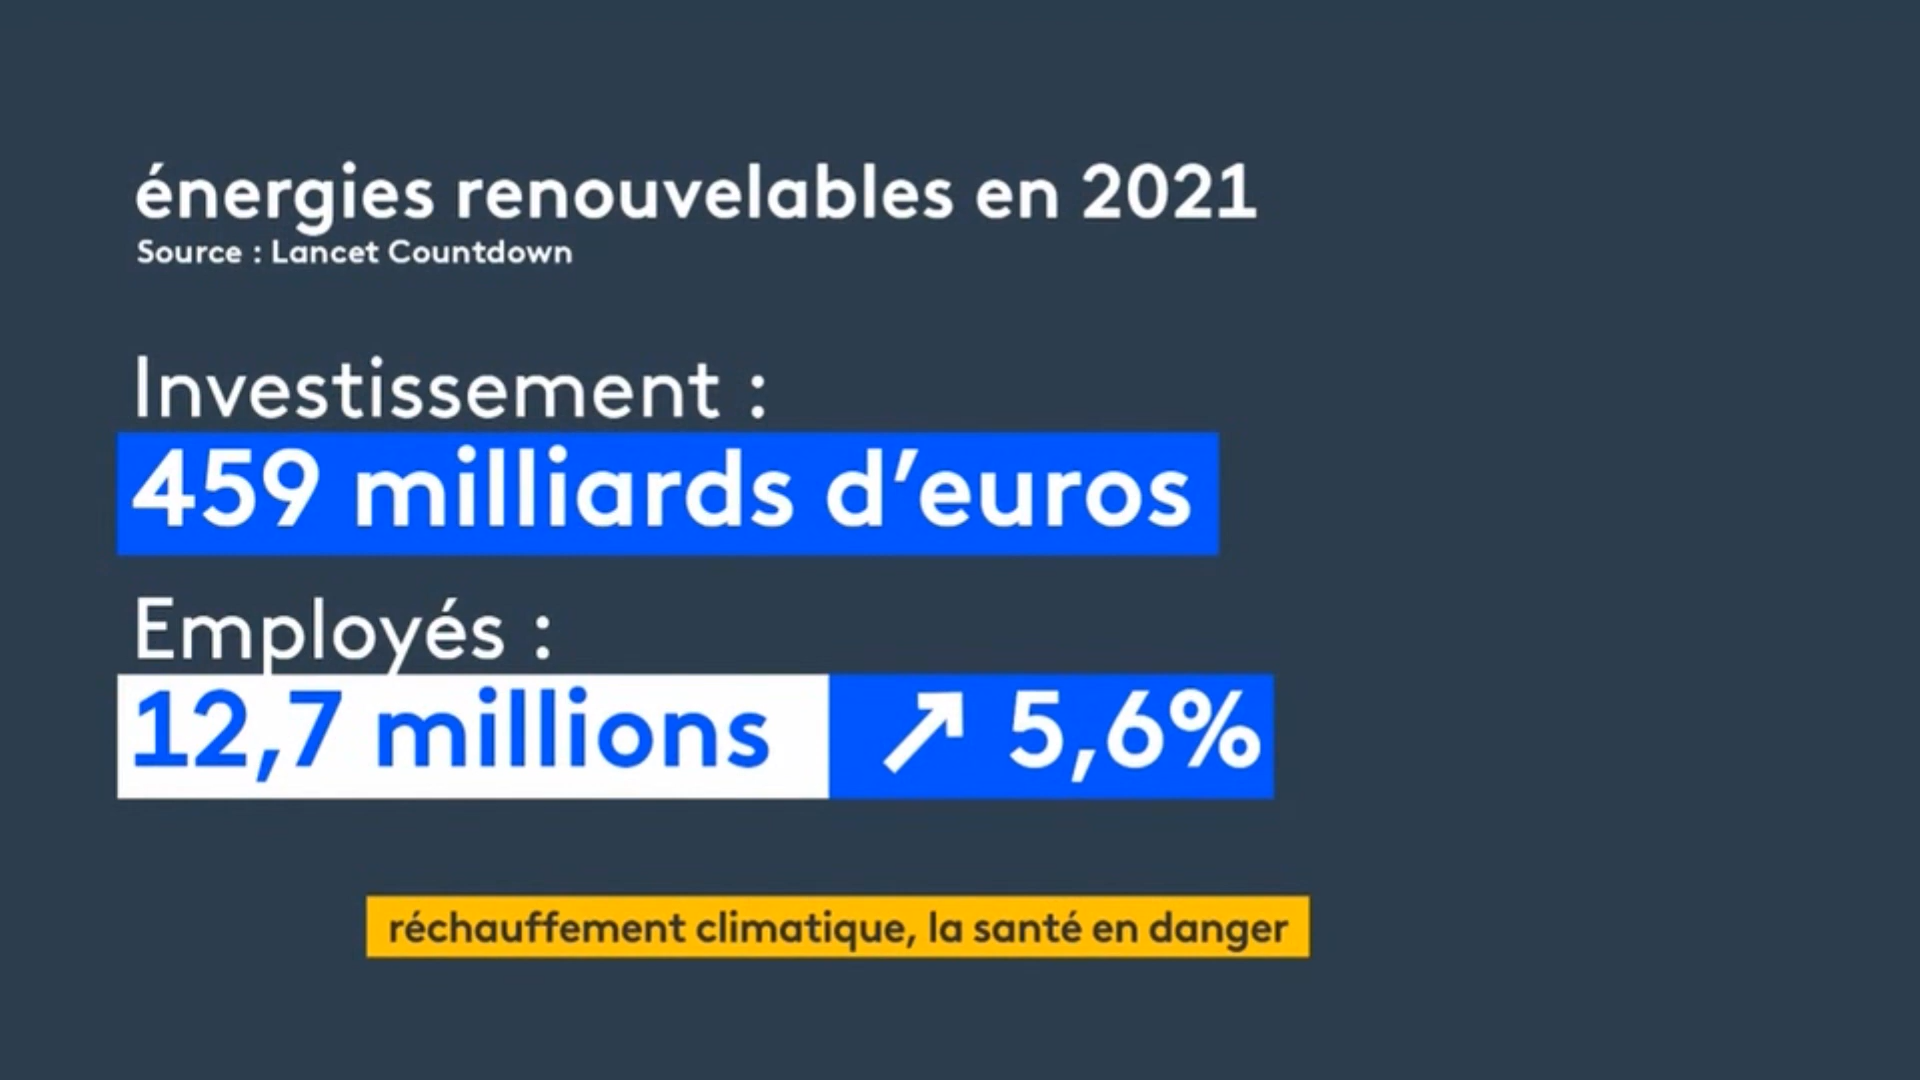 énergies renouvelables en 2021
Source : Lancet Countdown
Investissement :
459 milliards d’euros
Employés :
12,7 millions ↗ 5,6%
réchauffement climatique, la santé en danger